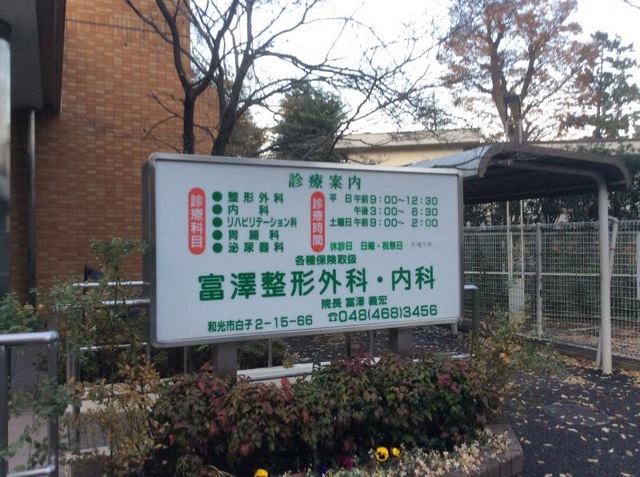 診療案内
診療科目
●整形外科
●内科
●リハビリテーション科
●胃腸科
●泌尿器科
診療時間
平日 午前9:00〜12:30
午後3:00〜6:30
土曜日 午前9:00〜2:00
休診日 日曜・祝祭日
各種保険取扱
富澤整形外科・内科
院長 富澤 義宏
和光市白子2-15-66
☎048(468)3456